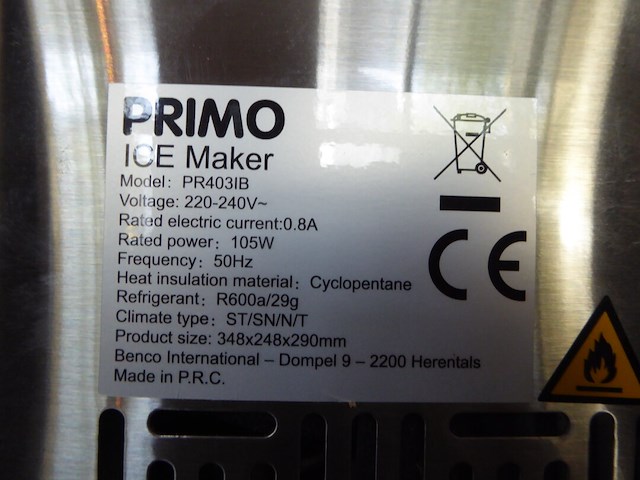 PRIMO
ICE Maker
Model: PR403IB
Voltage: 220-240V~
Rated electric current:0.8A
Rated power: 105W
Frequency: 50Hz
Heat insulation material: Cyclopentane
Refrigerant: R600a/29g
Climate type: ST/SN/N/T
Product size: 348x248x290mm
Benco International – Dompel 9 – 2200 Herentals
Made in P.R.C.
CE